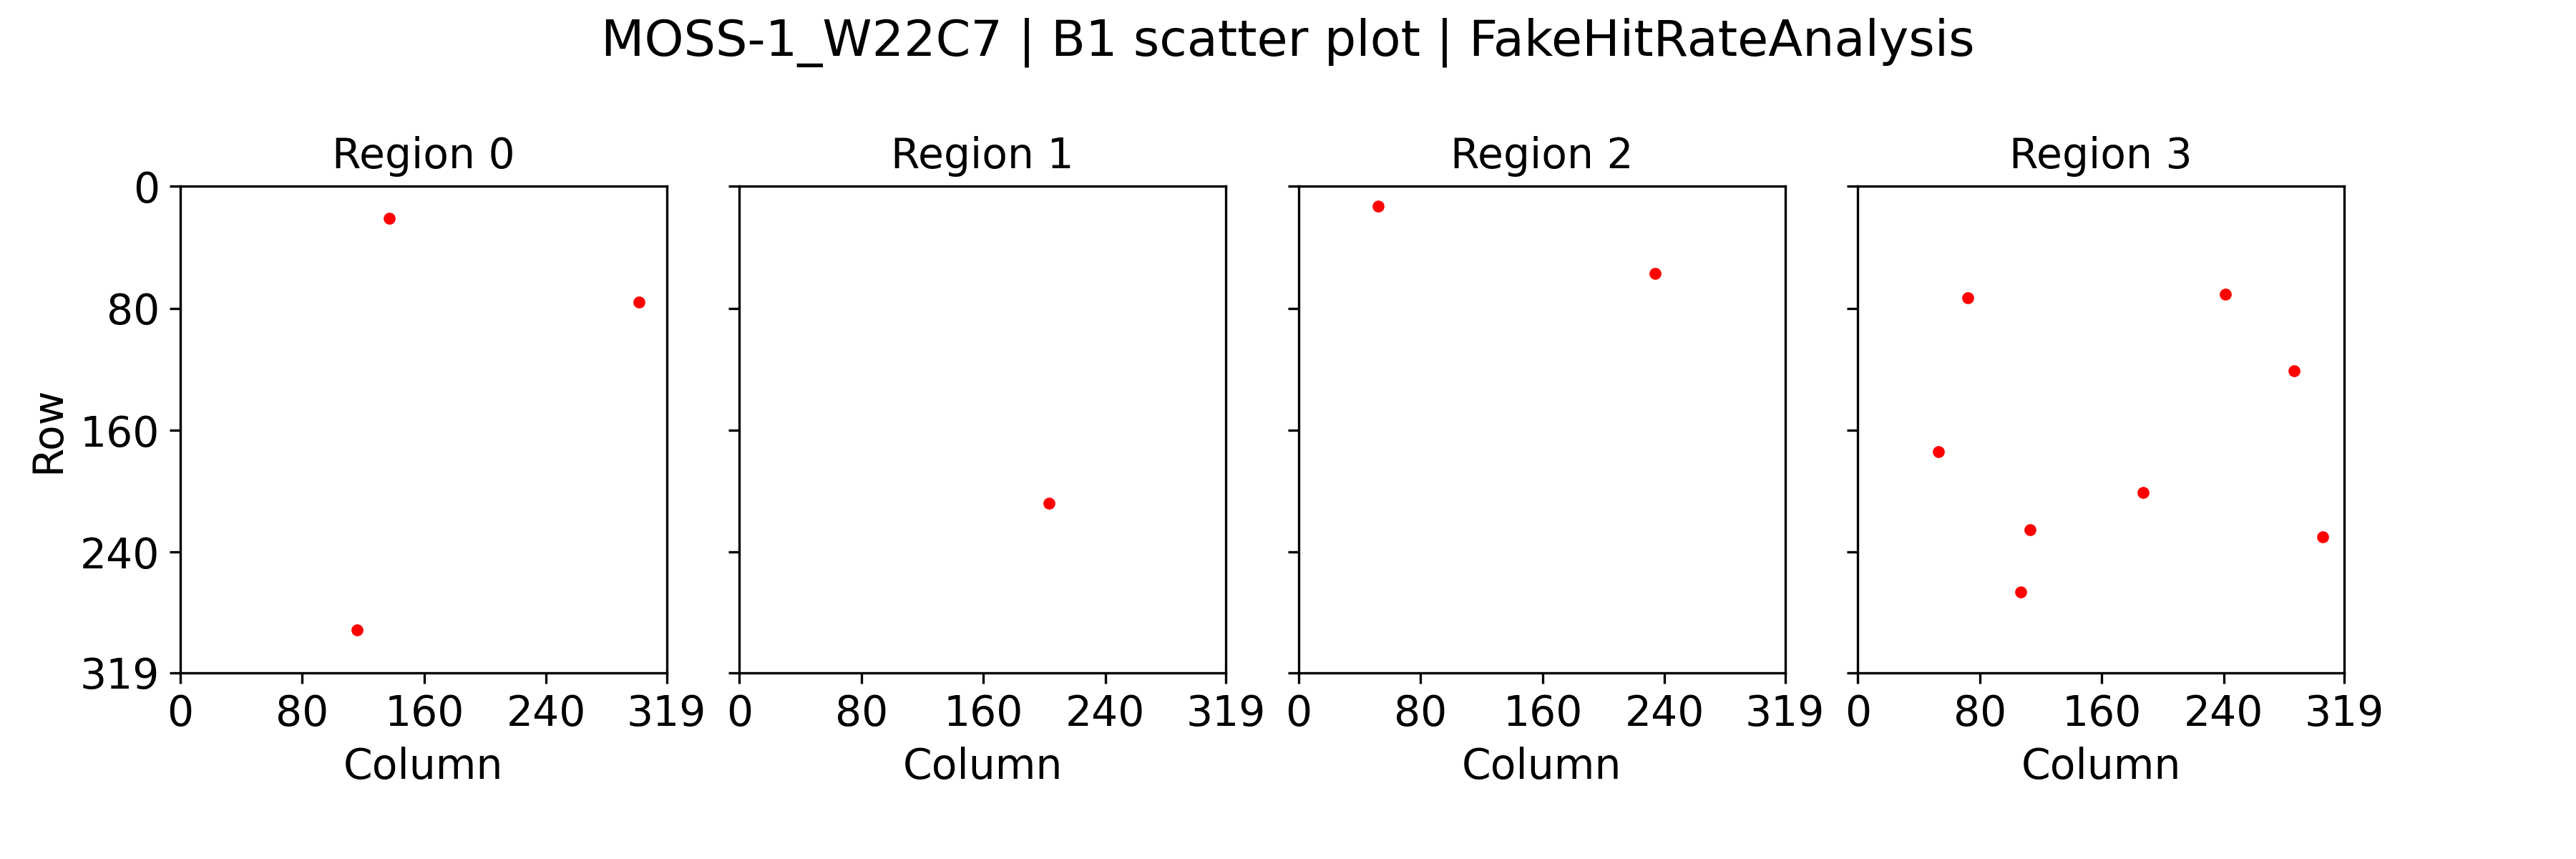 MOSS-1_W22C7 | B1 scatter plot | FakeHitRateAnalysis
Region 0 Region 1 Region 2 Region 3
0
80
160
240
319
Row
0 80 160 240 319 0 80 160 240 319 0 80 160 240 319 0 80 160 240 319
Column Column Column Column